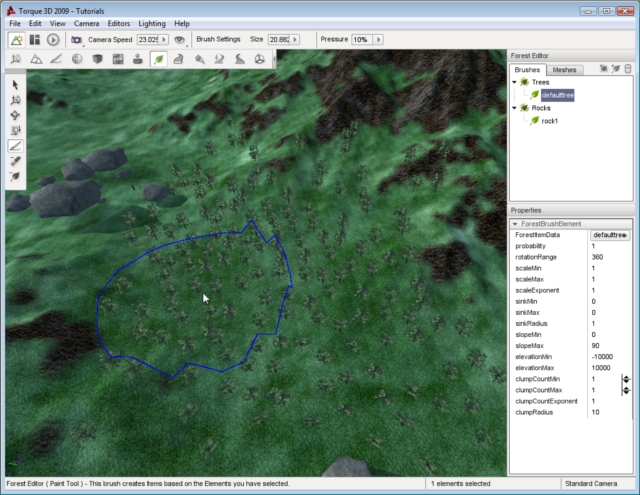 Torque 3D 2009 - Tutorials
File Edit View Camera Editors Lighting Help
Camera Speed 23.025 Brush Settings Size 20.882 Pressure 10%
Forest Editor
Brushes Meshes
Trees
defaulttree
Rocks
rock1
Properties
ForestBrushElement
ForestItemData defaulttree
probability 1
rotationRange 360
scaleMin 1
scaleMax 1
scaleExponent 1
sinkMin 0
sinkMax 0
sinkRadius 1
slopeMin 0
slopeMax 90
elevationMin -10000
elevationMax 10000
clumpCountMin 1
clumpCountMax 1
clumpCountExponent 1
clumpRadius 10
Forest Editor ( Paint Tool ) - This brush creates Items based on the Elements you have selected. 1 elements selected Standard Camera